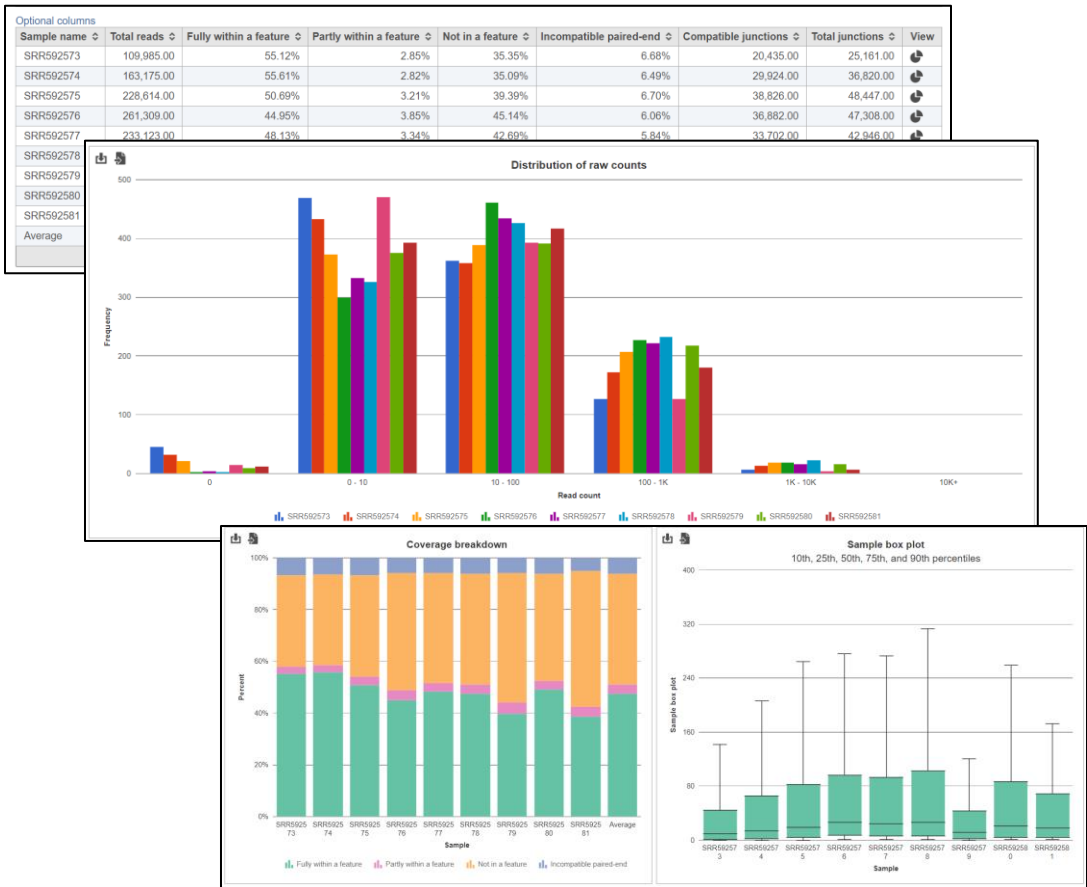 Optional columns
Sample name Total reads Fully within a feature Partly within a feature Not in a feature Incompatible paired-end Compatible junctions Total junctions View
SRR592573 109,985.00 55.12% 2.85% 35.35% 6.68% 20,435.00 25,161.00
SRR592574 163,175.00 55.61% 2.82% 35.09% 6.49% 29,924.00 36,820.00
SRR592575 228,614.00 50.69% 3.21% 39.39% 6.70% 38,826.00 48,447.00
SRR592576 261,309.00 44.95% 3.85% 45.14% 6.06% 36,882.00 47,308.00
SRR592577 233,123.00 48.13% 3.34% 42.69% 5.84% 33,702.00 42,946.00
SRR592578
SRR592579
SRR592580
SRR592581
Average
Distribution of raw counts
500
400
300
200
100
0
Frequency
0 0 - 10 10 - 100 100 - 1K 1K - 10K 10K+
Read count
SRR592573 SRR592574 SRR592575 SRR592576 SRR592577 SRR592578 SRR592579 SRR592580 SRR592581
Coverage breakdown
100%
80%
60%
40%
20%
0%
Percent
SRR5925 SRR5925 SRR5925 SRR5925 SRR5925 SRR5925 SRR5925 SRR5925 SRR5925 Average
73 74 75 76 77 78 79 80 81
Sample
Fully within a feature Partly within a feature Not in a feature Incompatible paired-end
Sample box plot
10th, 25th, 50th, 75th, and 90th percentiles
400
320
240
160
80
0
Sample box plot
SRR59257 SRR59257 SRR59257 SRR59257 SRR59257 SRR59257 SRR59257 SRR59258 SRR59258
3 4 5 6 7 8 9 0 1
Sample